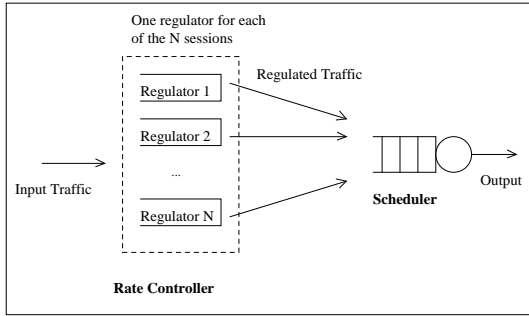 One regulator for each
of the N sessions
Regulated Traffic
Regulator 1
Regulator 2
...
Regulator N
Input Traffic
Scheduler
Output
Rate Controller